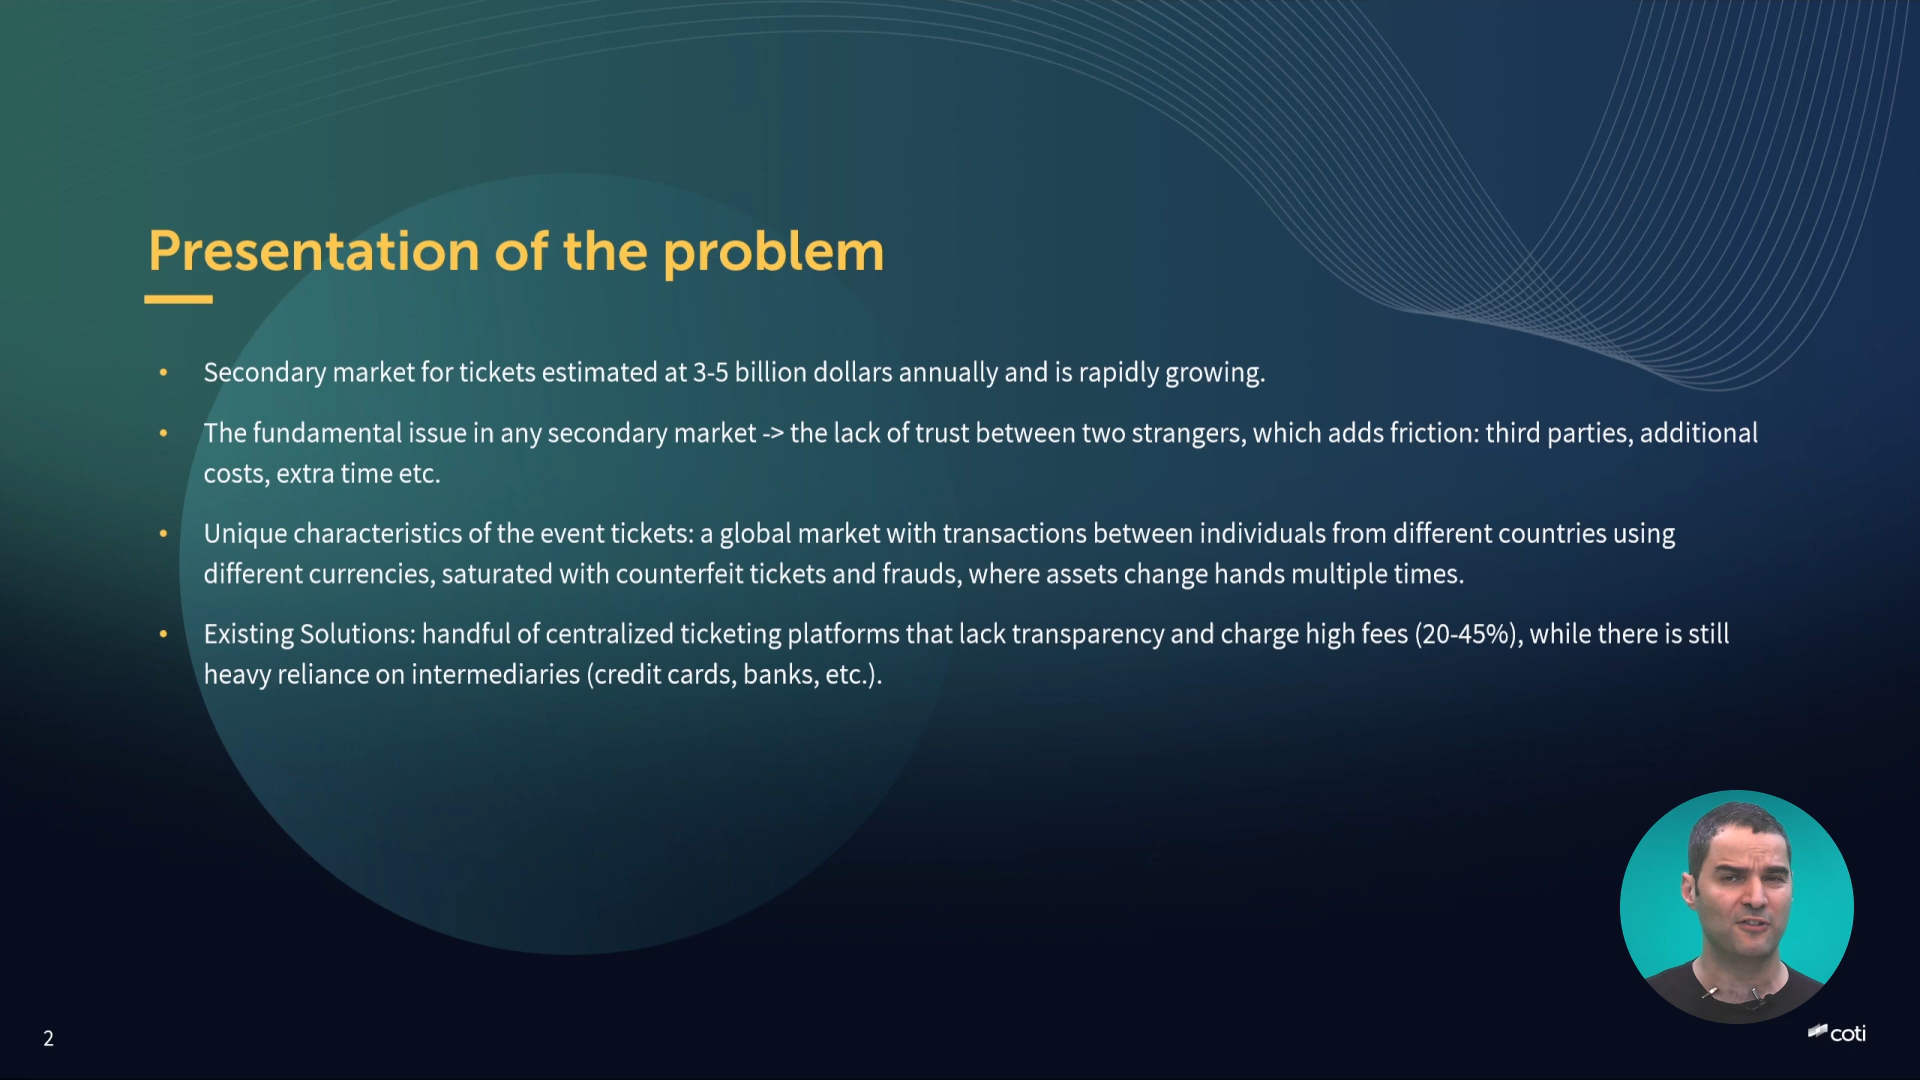 Presentation of the problem
• Secondary market for tickets estimated at 3-5 billion dollars annually and is rapidly growing.
• The fundamental issue in any secondary market -> the lack of trust between two strangers, which adds friction: third parties, additional
costs, extra time etc.
• Unique characteristics of the event tickets: a global market with transactions between individuals from different countries using
different currencies, saturated with counterfeit tickets and frauds, where assets change hands multiple times.
• Existing Solutions: handful of centralized ticketing platforms that lack transparency and charge high fees (20-45%), while there is still
heavy reliance on intermediaries (credit cards, banks, etc.).
2
coti